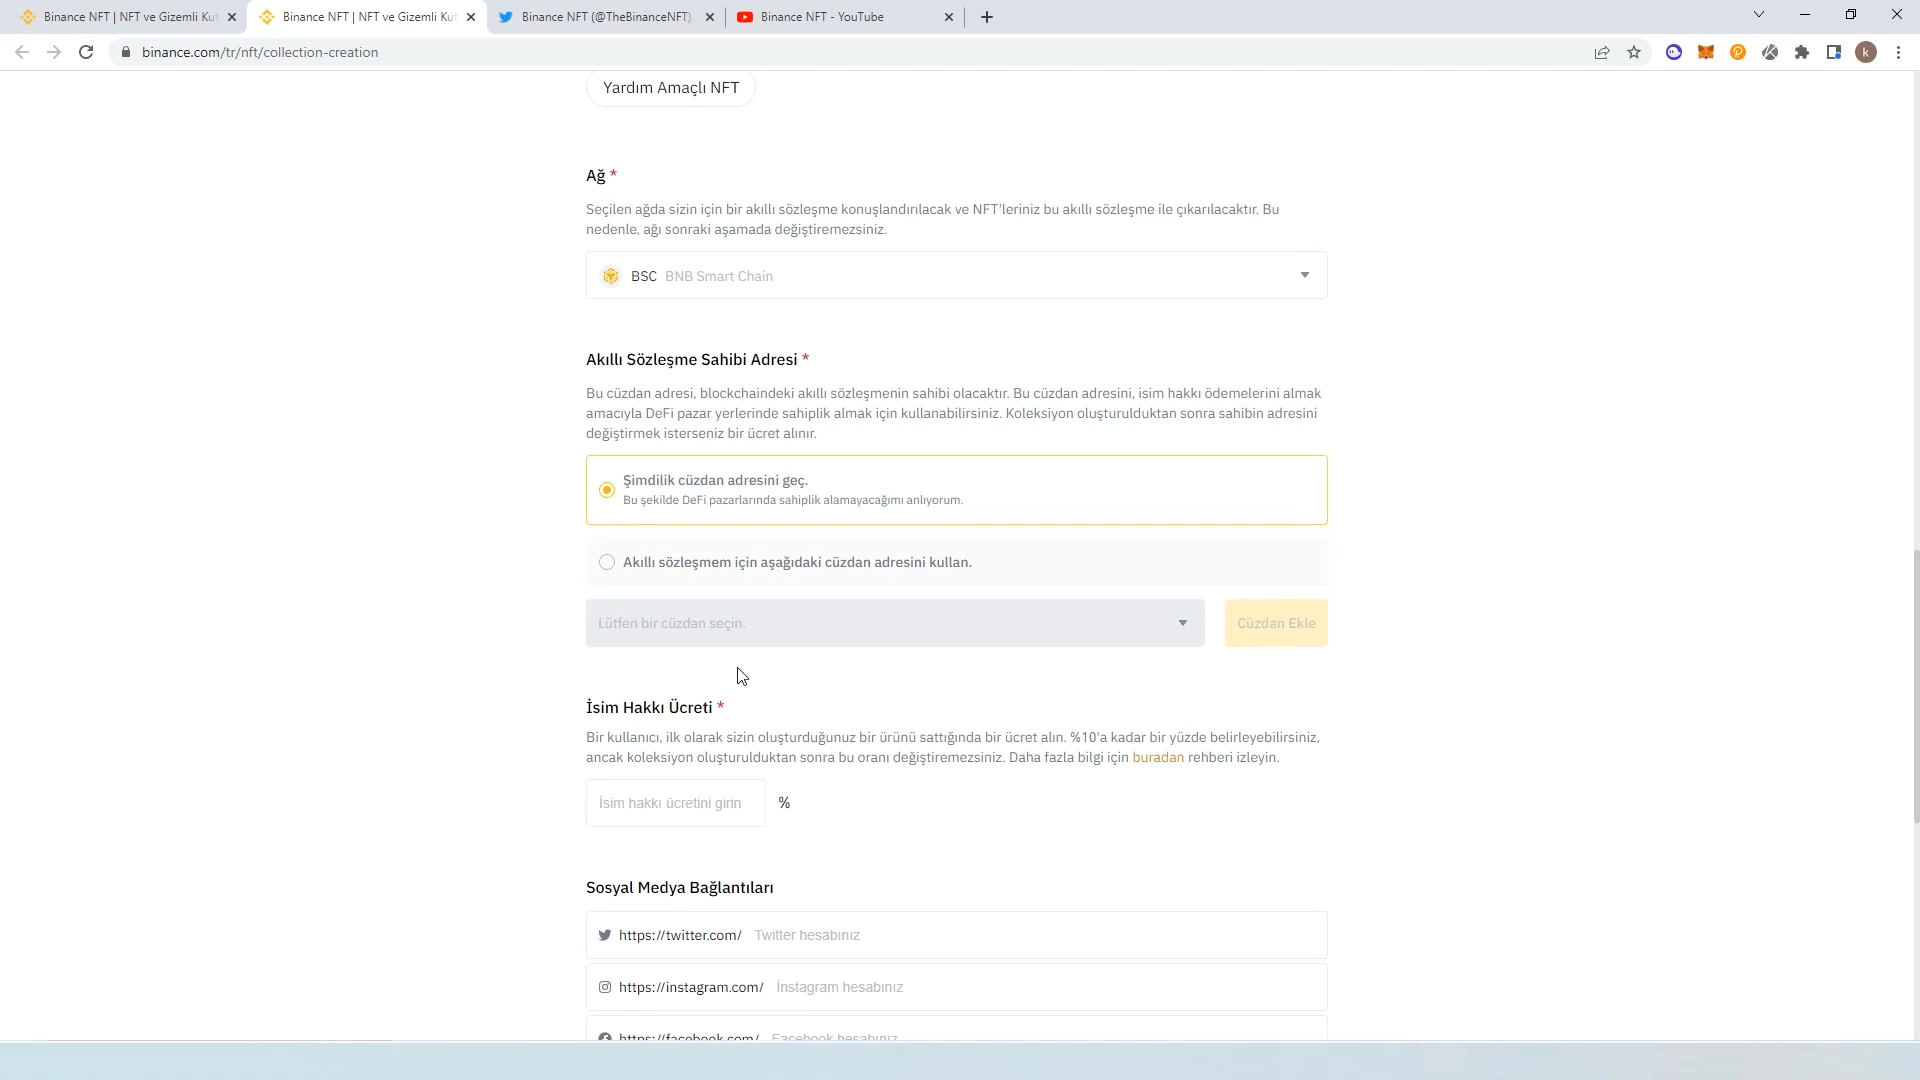 Binance NFT | NFT ve Gizemli Kut
Binance NFT | NFT ve Gizemli Kut
Binance NFT (@TheBinanceNFT)
Binance NFT - YouTube
binance.com/tr/nft/collection-creation
k
Yardım Amaçlı NFT
Ağ *
Seçilen ağda sizin için bir akıllı sözleşme konuşlandırılacak ve NFT'leriniz bu akıllı sözleşme ile çıkarılacaktır. Bu
nedenle, ağı sonraki aşamada değiştiremezsiniz.
BSC BNB Smart Chain
Akıllı Sözleşme Sahibi Adresi *
Bu cüzdan adresi, blockchaindeki akıllı sözleşmenin sahibi olacaktır. Bu cüzdan adresini, isim hakkı ödemelerini almak
amacıyla DeFi pazar yerlerinde sahiplik almak için kullanabilirsiniz. Koleksiyon oluşturulduktan sonra sahibin adresini
değiştirmek isterseniz bir ücret alınır.
Şimdilik cüzdan adresini geç.
Bu şekilde DeFi pazarlarında sahiplik alamayacağımı anlıyorum.
Akıllı sözleşmem için aşağıdaki cüzdan adresini kullan.
Lütfen bir cüzdan seçin.
Cüzdan Ekle
İsim Hakkı Ücreti *
Bir kullanıcı, ilk olarak sizin oluşturduğunuz bir ürünü sattığında bir ücret alın. %10'a kadar bir yüzde belirleyebilirsiniz,
ancak koleksiyon oluşturulduktan sonra bu oranı değiştiremezsiniz. Daha fazla bilgi için buradan rehberi izleyin.
İsim hakkı ücretini girin %
Sosyal Medya Bağlantıları
https://twitter.com/ Twitter hesabınız
https://instagram.com/ İnstagram hesabınız
https://facebook.com/ Facebook hesabınız